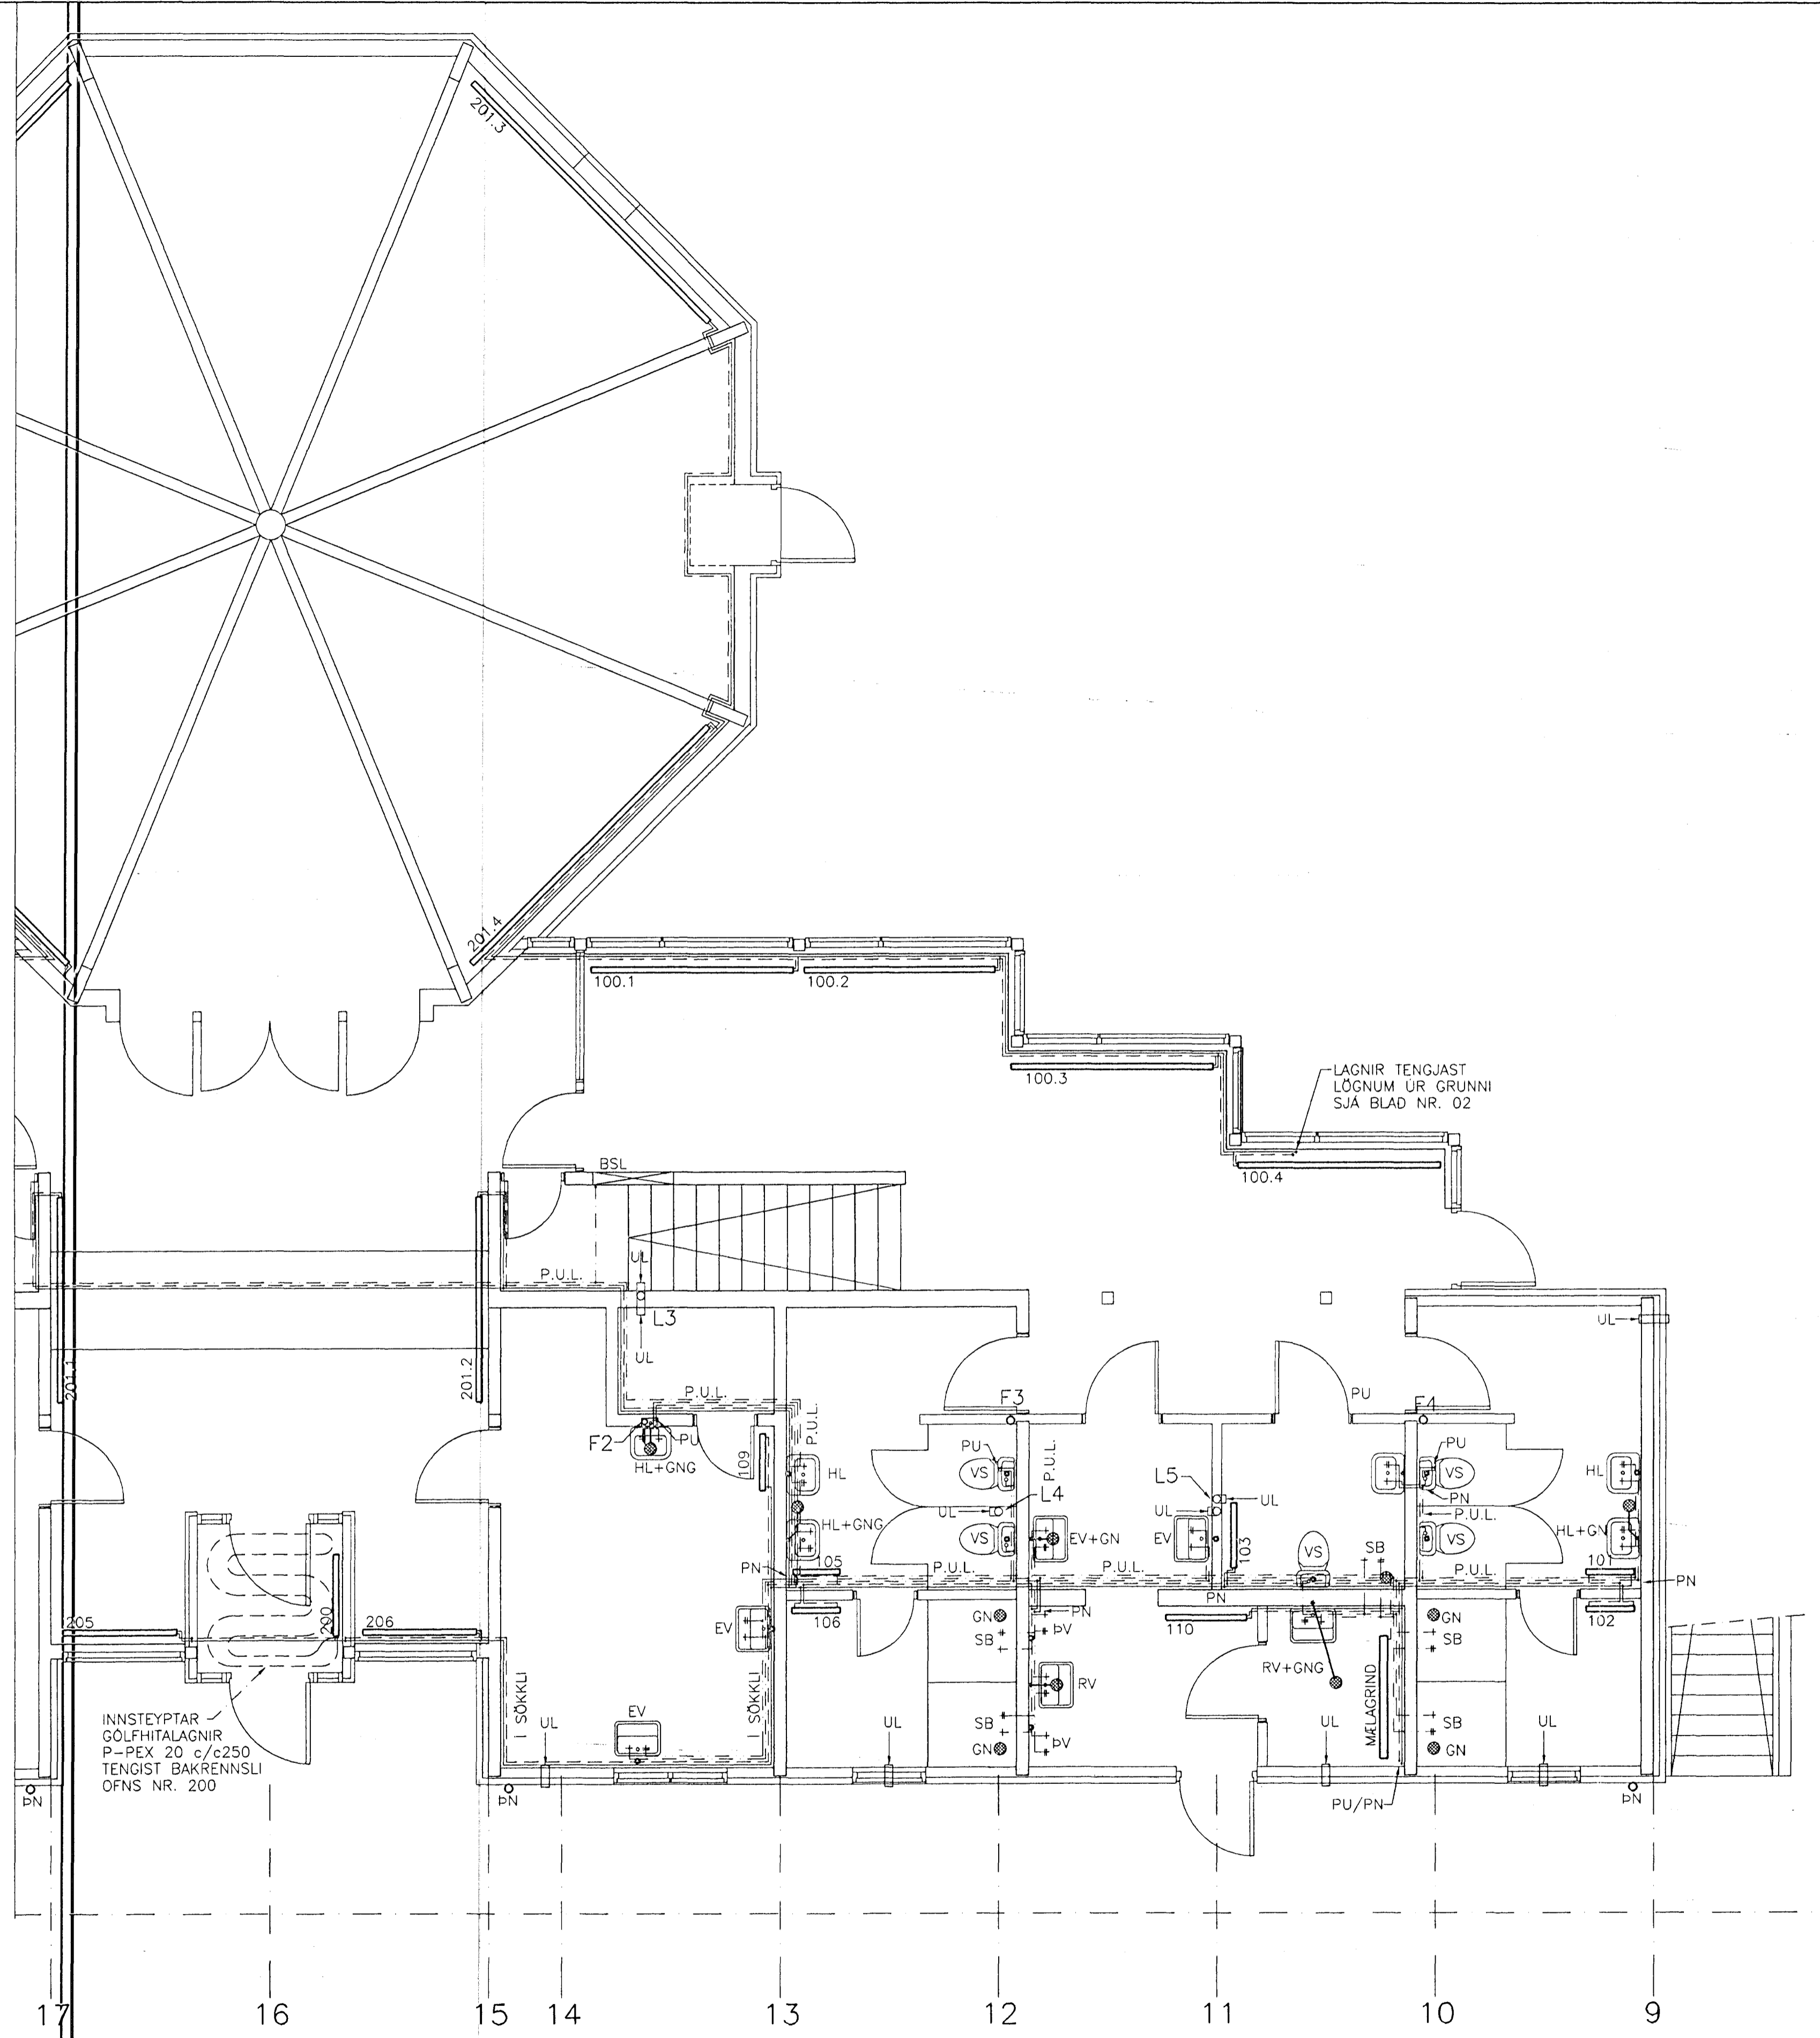 201.3
201.4
100.1
100.2
100.3
LAGNIR TENGJAST
LÖGNUM ÚR GRUNNI
SJÁ BLAÐ NR. 02
100.4
BSL
UL
P.U.L.
L3
UL
UL
201.1
201.2
P.U.L.
P.U.L.
F3
PU
F4
F2
PU
HL+GNG
109
HL
PU
VS
P.U.L.
L5
UL
PU
VS
HL
L4
UL
UL
PN
P.U.L.
HL+GNG
VS
EV+GN
EV
103
VS
SB
VS
HL+GN
PN
105
P.U.L.
P.U.L.
P.U.L.
101
PN
PN
205
200
206
EV
106
GN
PN
ÞV
SB
110
GN
SB
102
RV
RV+GNG
MÆLAGRIND
INNSTEYPTAR
GÓLFHITALAGNIR
P-PEX 20 c/c250
TENGIST BAKRENNSLI
OFNS NR. 200
Í SÖKKLI
Í SÖKKLI
EV
UL
UL
SB
ÞV
GN
UL
SB
GN
UL
PU/PN
ÞN
ÞN
ÞN
17
16
15
14
13
12
11
10
9